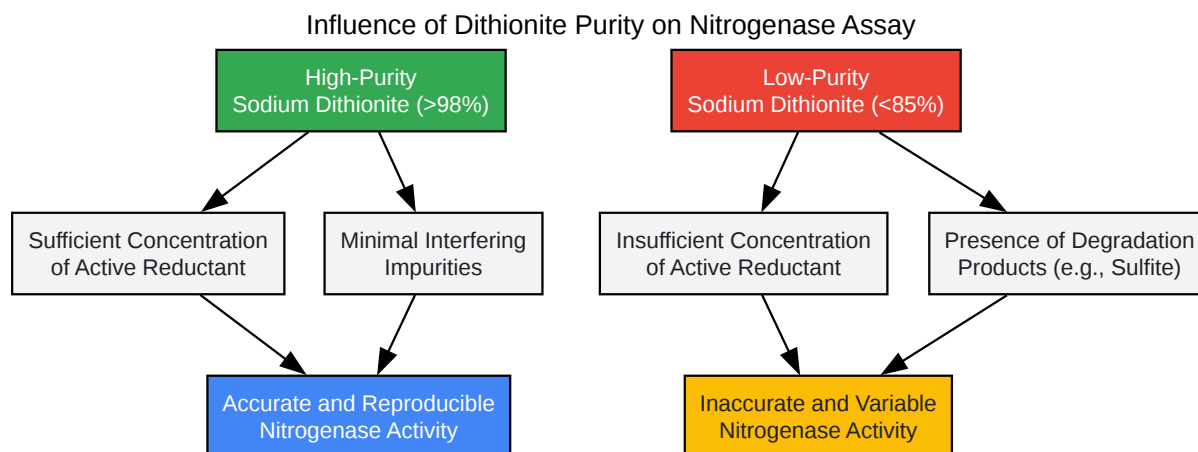 Influence of Dithionite Purity on Nitrogenase Assay
High-Purity
Sodium Dithionite (>98%)
Low-Purity
Sodium Dithionite (<85%)
Sufficient Concentration
of Active Reductant
Minimal Interfering
Impurities
Insufficient Concentration
of Active Reductant
Presence of Degradation
Products (e.g., Sulfite)
Accurate and Reproducible
Nitrogenase Activity
Inaccurate and Variable
Nitrogenase Activity